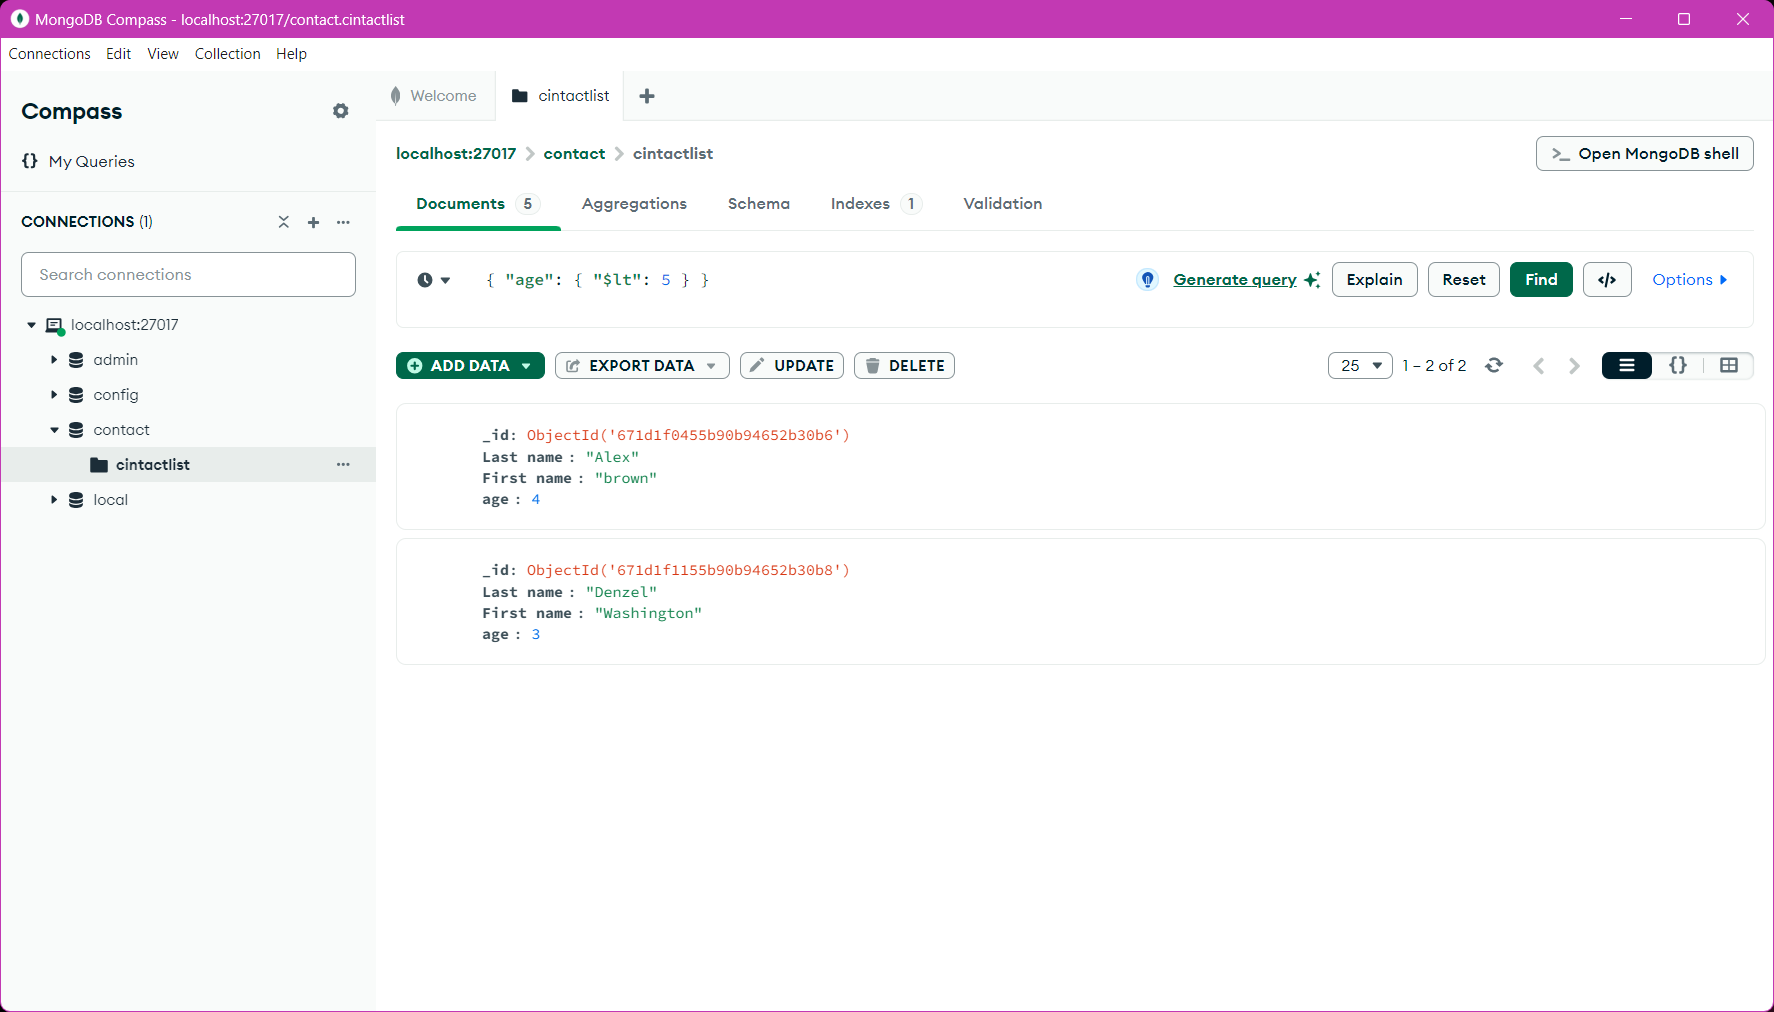 MongoDB Compass - localhost:27017/contact.cintactlist
Connections Edit View Collection Help
Compass
{} My Queries
CONNECTIONS (1)
Search connections
localhost:27017
admin
config
contact
cintactlist
local
Welcome
cintactlist
localhost:27017 > contact > cintactlist
>_ Open MongoDB shell
Documents 5 Aggregations Schema Indexes 1 Validation
{ "age": { "$lt": 5 } }
Generate query Explain Reset Find </> Options
ADD DATA EXPORT DATA UPDATE DELETE
25 1 – 2 of 2 {}
_id: ObjectId('671d1f0455b90b94652b30b6')
Last name : "Alex"
First name : "brown"
age : 4
_id: ObjectId('671d1f1155b90b94652b30b8')
Last name : "Denzel"
First name : "Washington"
age : 3